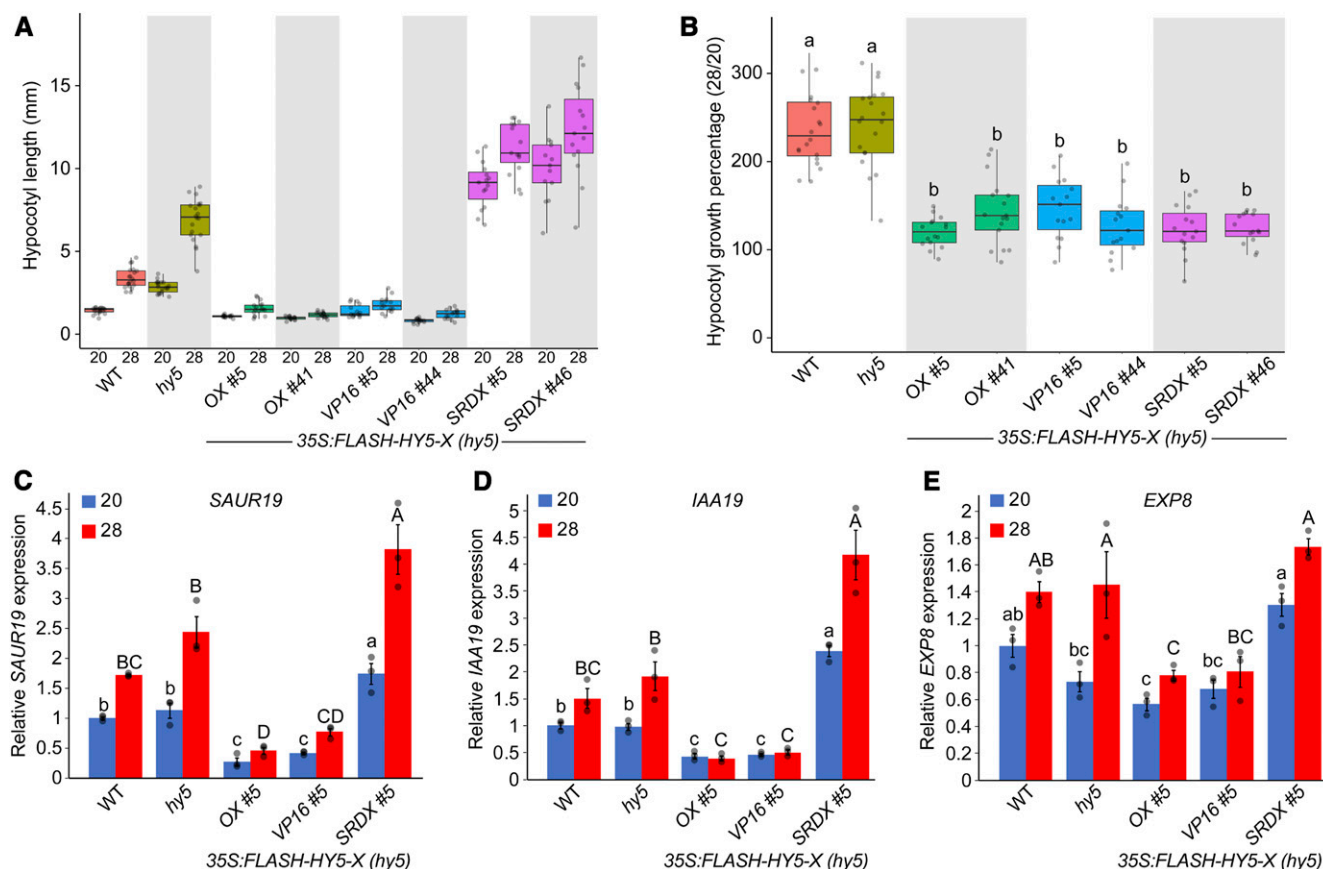 A
Hypocotyl length (mm)
15
10
5
0
20 28 20 28 20 28 20 28 20 28 20 28 20 28 20 28
WT hy5 OX #5 OX #41 VP16 #5 VP16 #44 SRDX #5 SRDX #46
35S:FLASH-HY5-X (hy5)
B
Hypocotyl growth percentage (28/20)
300
200
100
0
a a b b b b b b
WT hy5 OX #5 OX #41 VP16 #5 VP16 #44 SRDX #5 SRDX #46
35S:FLASH-HY5-X (hy5)
C
SAUR19
20
28
Relative SAUR19 expression
4.5
4
3.5
3
2.5
2
1.5
1
0.5
0
b BC b B c D c CD a A
WT hy5 OX #5 VP16 #5 SRDX #5
35S:FLASH-HY5-X (hy5)
D
IAA19
20
28
Relative IAA19 expression
5
4.5
4
3.5
3
2.5
2
1.5
1
0.5
0
b BC b B c C c C a A
WT hy5 OX #5 VP16 #5 SRDX #5
35S:FLASH-HY5-X (hy5)
E
EXP8
20
28
Relative EXP8 expression
2
1.8
1.6
1.4
1.2
1
0.8
0.6
0.4
0.2
0
ab AB bc A c C bc BC a A
WT hy5 OX #5 VP16 #5 SRDX #5
35S:FLASH-HY5-X (hy5)